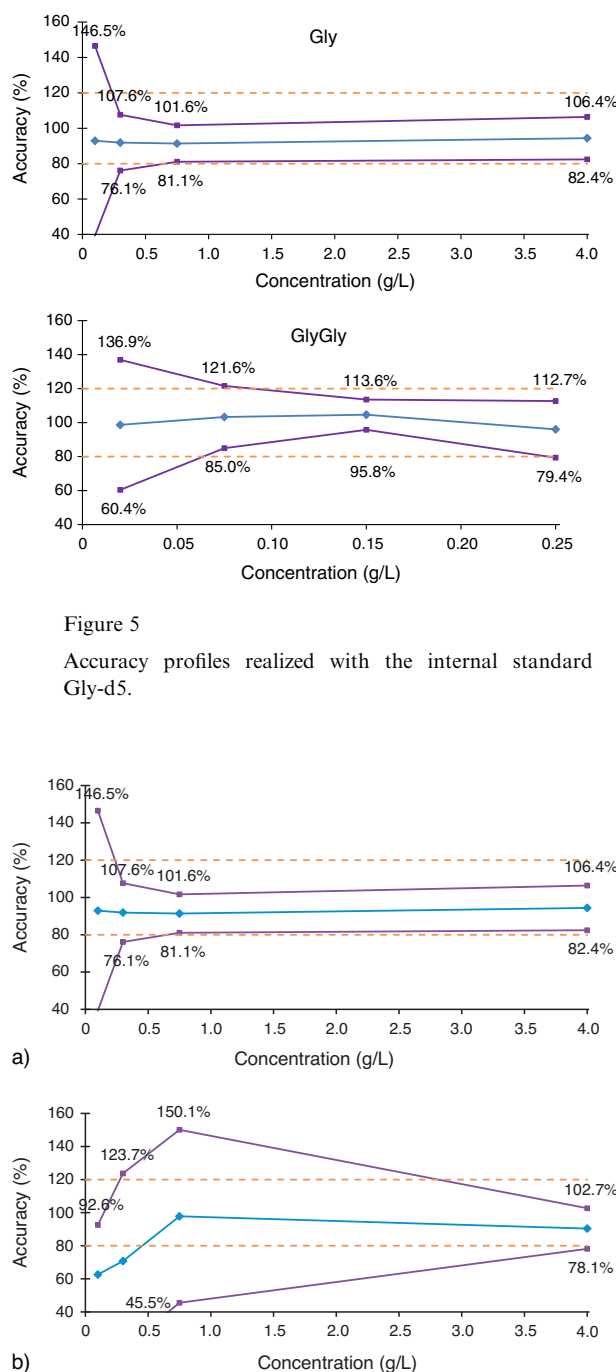 Gly
Accuracy (%)
160
140
120
100
80
60
40
146.5%
107.6%
101.6%
106.4%
76.1%
81.1%
82.4%
0 0.5 1.0 1.5 2.0 2.5 3.0 3.5 4.0
Concentration (g/L)
GlyGly
Accuracy (%)
160
140
120
100
80
60
40
136.9%
121.6%
113.6%
112.7%
60.4%
85.0%
95.8%
79.4%
0 0.05 0.10 0.15 0.20 0.25
Concentration (g/L)
Figure 5
Accuracy profiles realized with the internal standard
Gly-d5.
Accuracy (%)
160
140
120
100
80
60
40
146.5%
107.6%
101.6%
106.4%
76.1%
81.1%
82.4%
0 0.5 1.0 1.5 2.0 2.5 3.0 3.5 4.0
a)
Concentration (g/L)
Accuracy (%)
160
140
120
100
80
60
40
92.6%
123.7%
150.1%
102.7%
45.5%
78.1%
0 0.5 1.0 1.5 2.0 2.5 3.0 3.5 4.0
b)
Concentration (g/L)